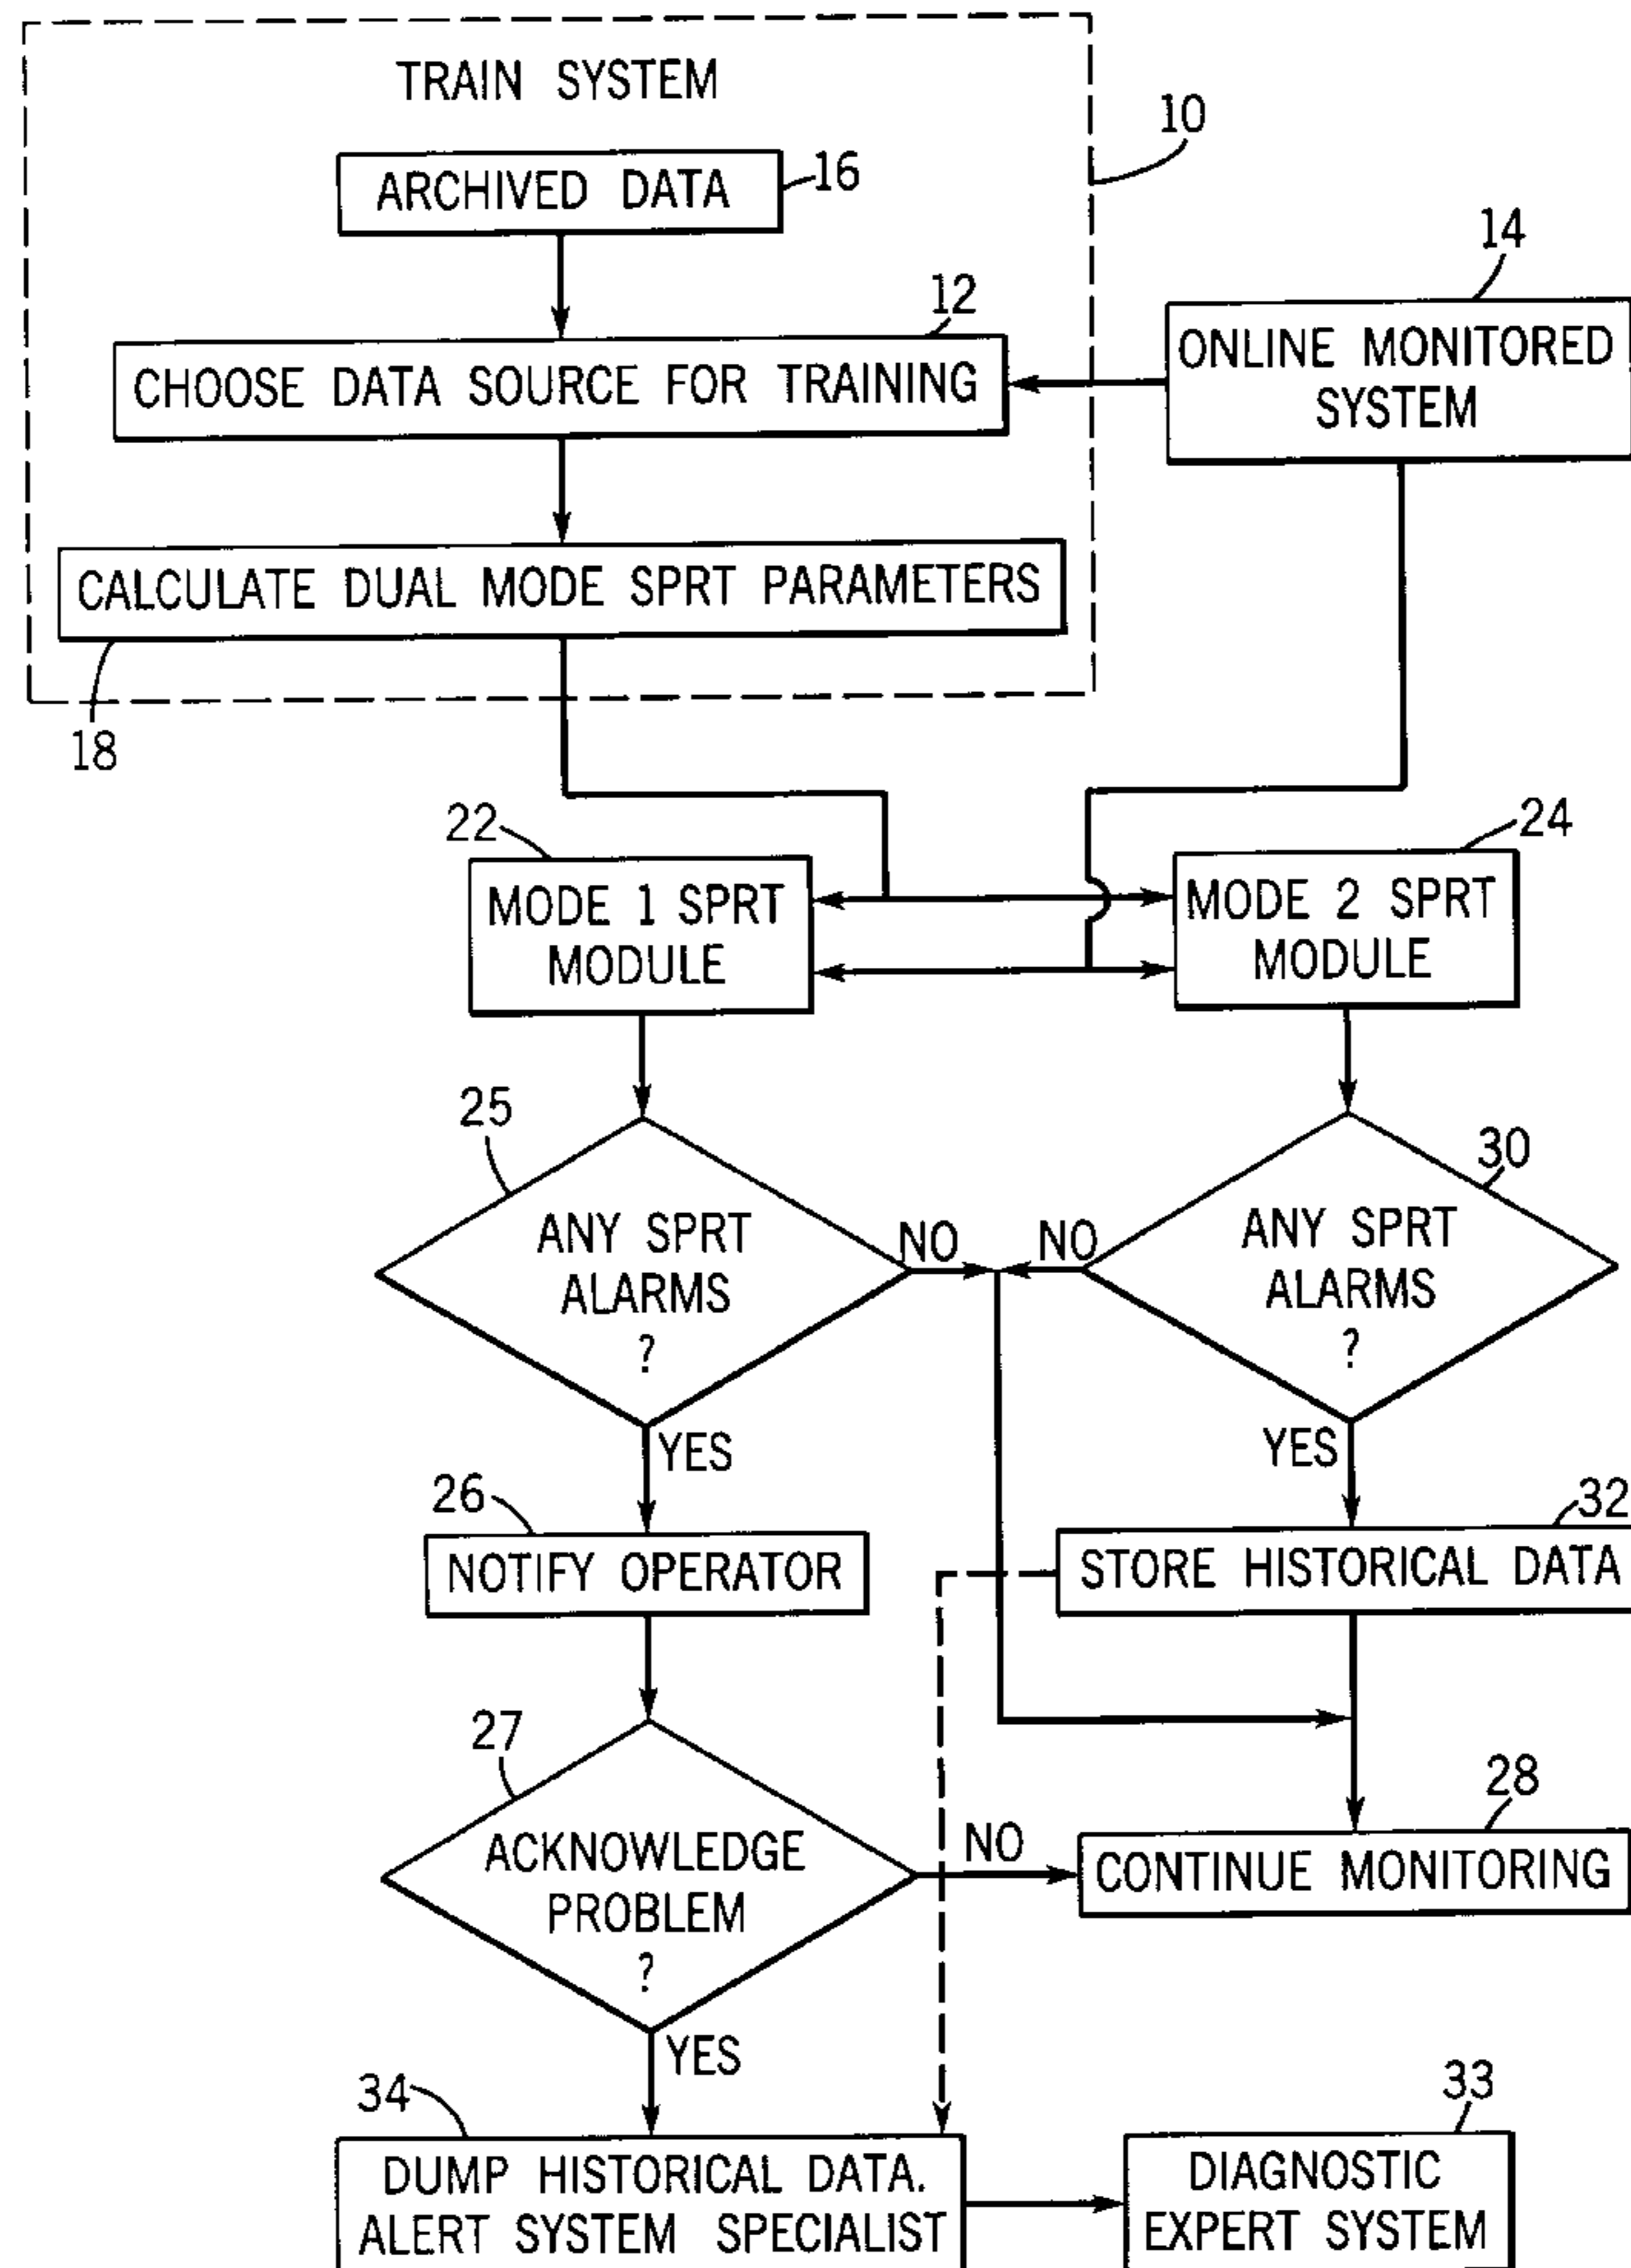 TRAIN SYSTEM
10
ARCHIVED DATA
16
14
12
CHOOSE DATA SOURCE FOR TRAINING
ONLINE MONITORED
SYSTEM
CALCULATE DUAL MODE SPRT PARAMETERS
18
22
24
MODE 1 SPRT
MODULE
MODE 2 SPRT
MODULE
25
30
ANY SPRT
ALARMS
?
NO
NO
ANY SPRT
ALARMS
?
YES
YES
26
32
NOTIFY OPERATOR
STORE HISTORICAL DATA
27
28
ACKNOWLEDGE
PROBLEM
?
NO
CONTINUE MONITORING
YES
34
33
DUMP HISTORICAL DATA.
ALERT SYSTEM SPECIALIST
DIAGNOSTIC
EXPERT SYSTEM